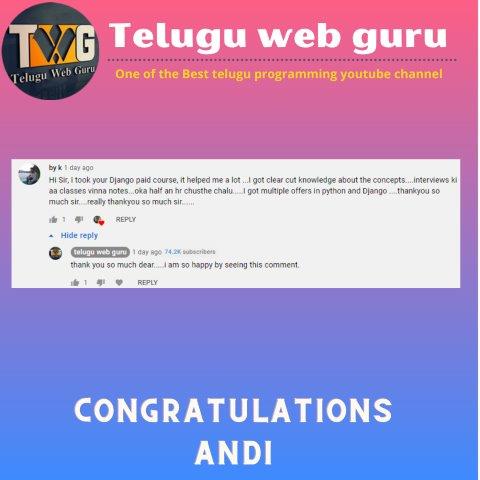 TWG
Telugu Web Guru
Telugu web guru
One of the Best telugu programming youtube channel
by k 1 day ago
Hi Sir, I took your Django paid course, it helped me a lot ...I got clear cut knowledge about the concepts....interviews ki
aa classes vinna notes...oka half an hr chusthe chalu.....I got multiple offers in python and Django ....thankyou so
much sir....really thankyou so much sir......
1 REPLY
Hide reply
telugu web guru 1 day ago 74.2K subscribers
thank you so much dear.....i am so happy by seeing this comment.
1 REPLY
CONGRATULATIONS
ANDI